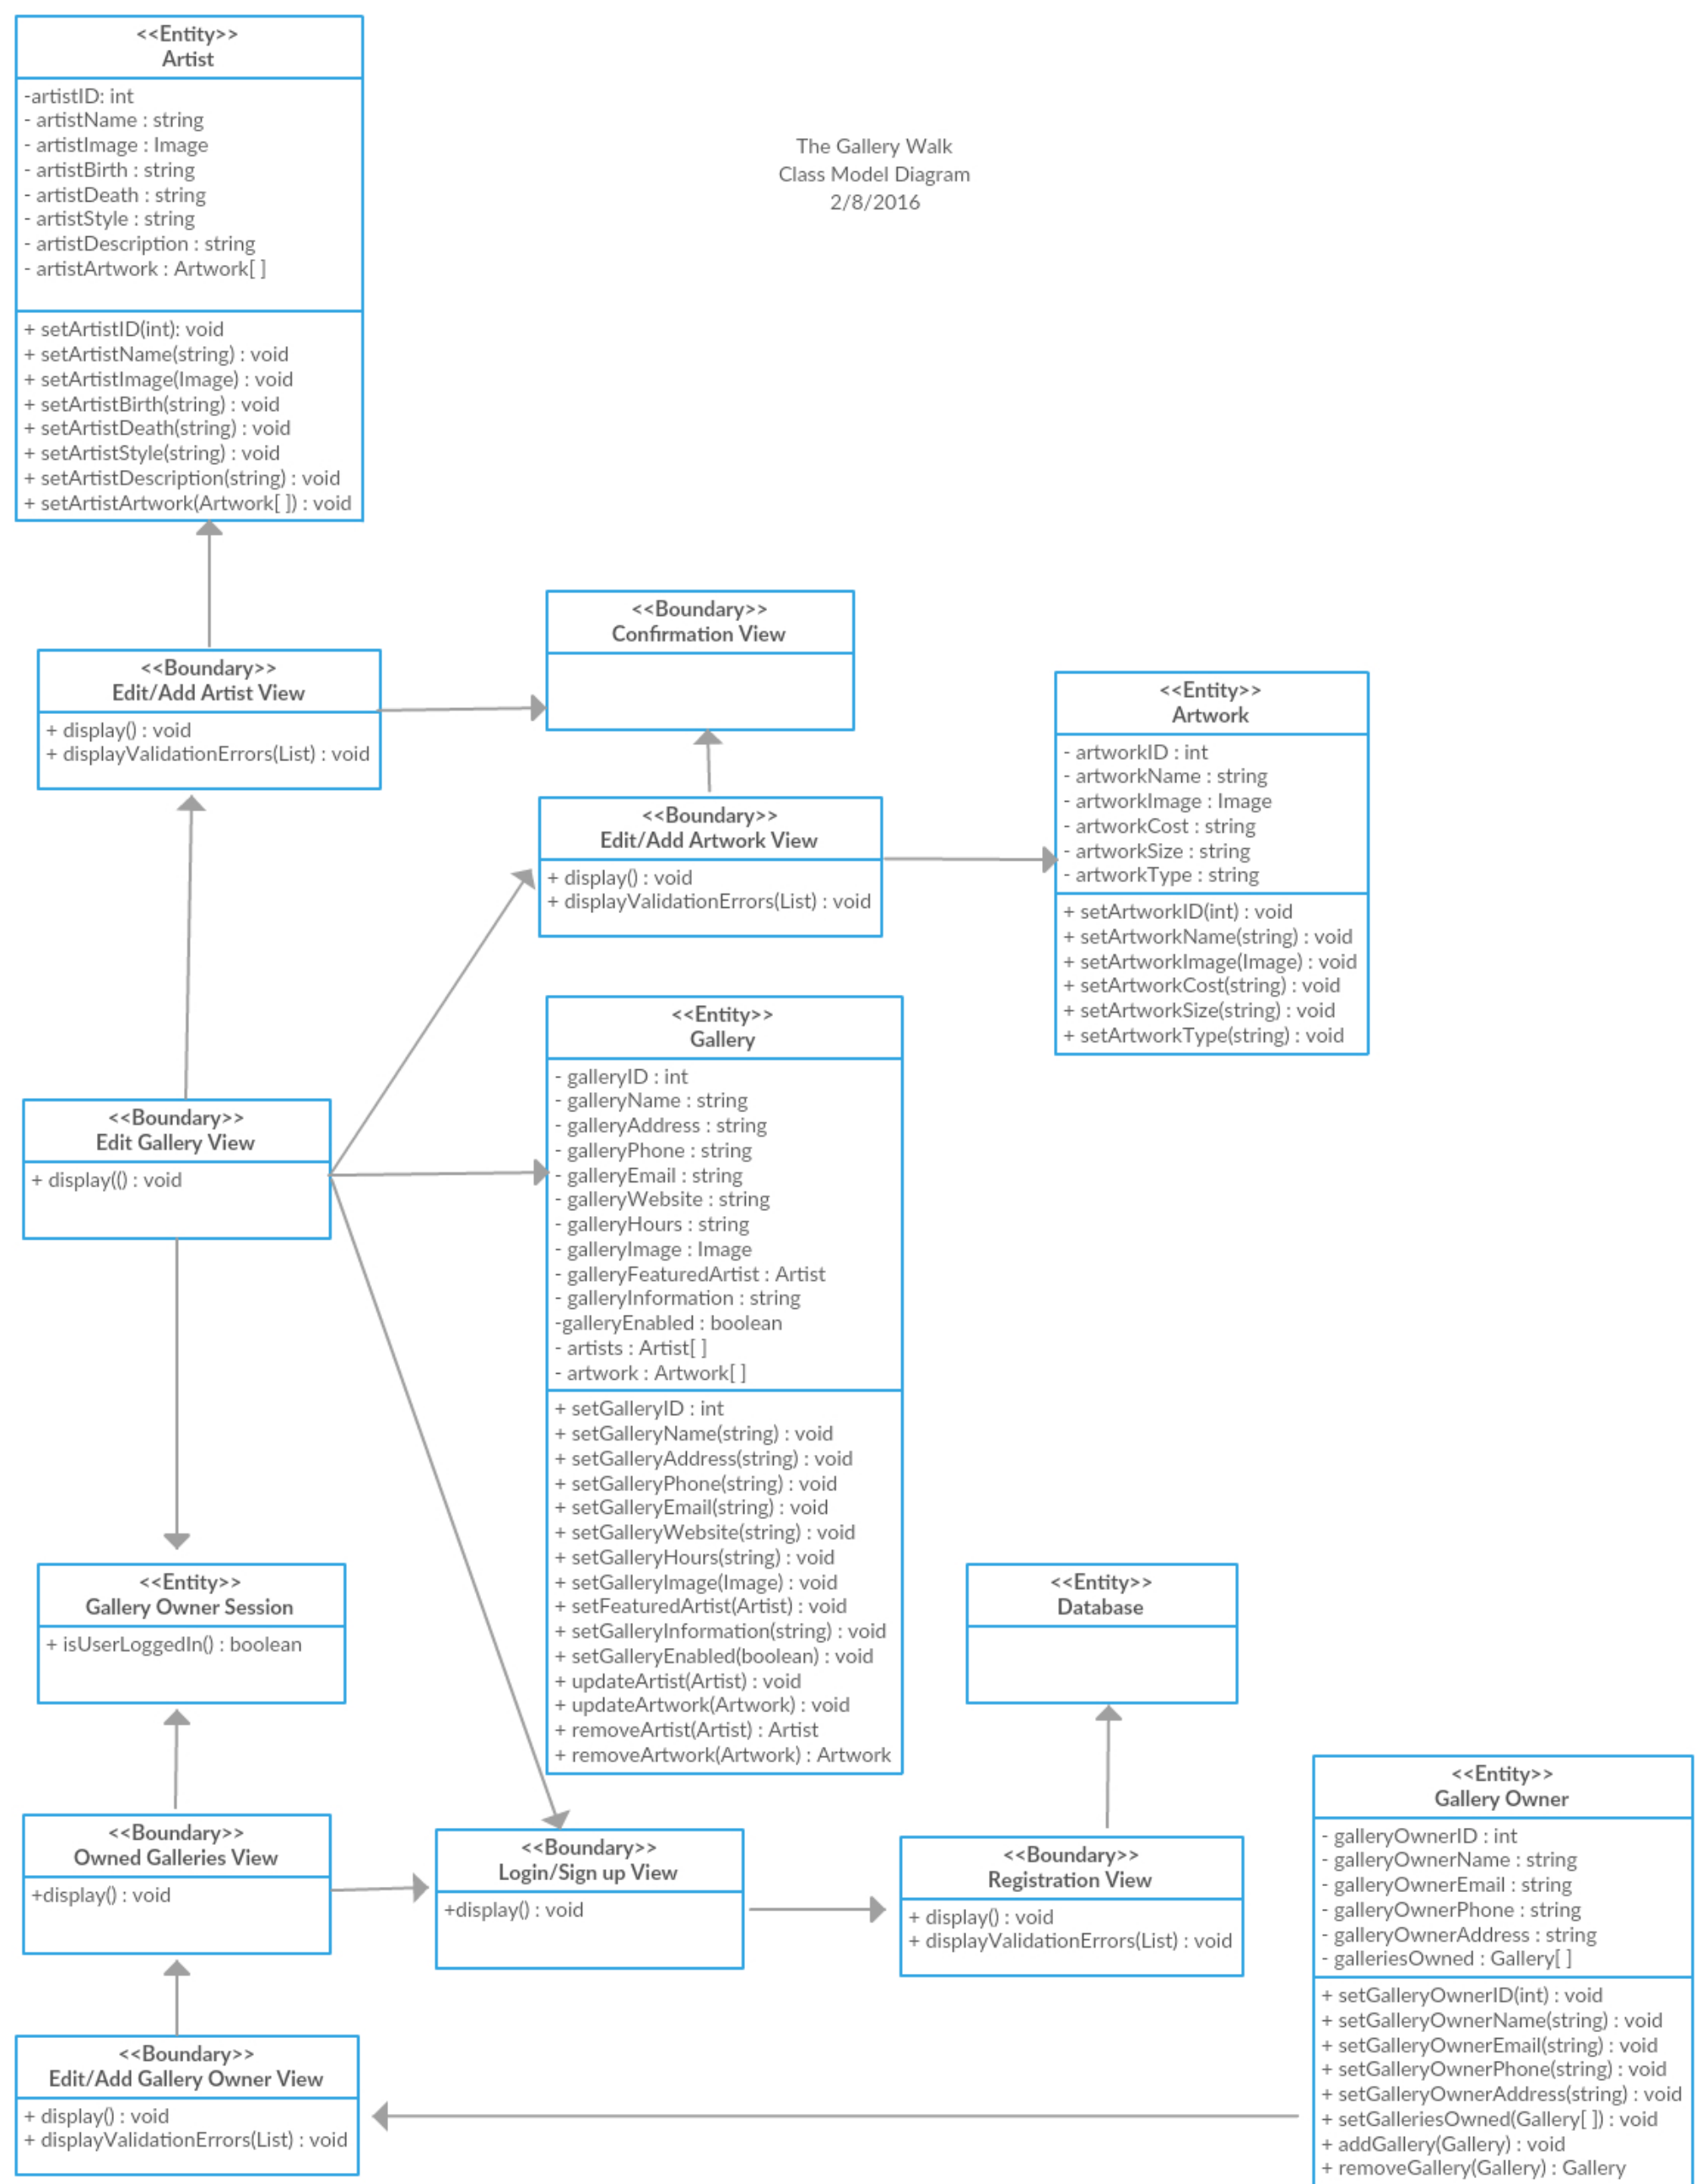 <<Entity>>
Artist
-artistID: int
- artistName : string
- artistImage : Image
- artistBirth : string
- artistDeath : string
- artistStyle : string
- artistDescription : string
- artistArtwork : Artwork[ ]
+ setArtistID(int): void
+ setArtistName(string) : void
+ setArtistImage(Image) : void
+ setArtistBirth(string) : void
+ setArtistDeath(string) : void
+ setArtistStyle(string) : void
+ setArtistDescription(string) : void
+ setArtistArtwork(Artwork[ ]) : void
The Gallery Walk
Class Model Diagram
2/8/2016
<<Boundary>>
Confirmation View
<<Boundary>>
Edit/Add Artist View
+ display() : void
+ displayValidationErrors(List) : void
<<Entity>>
Artwork
- artworkID : int
- artworkName : string
- artworkImage : Image
- artworkCost : string
- artworkSize : string
- artworkType : string
+ setArtworkID(int) : void
+ setArtworkName(string) : void
+ setArtworkImage(Image) : void
+ setArtworkCost(string) : void
+ setArtworkSize(string) : void
+ setArtworkType(string) : void
<<Boundary>>
Edit/Add Artwork View
+ display() : void
+ displayValidationErrors(List) : void
<<Entity>>
Gallery
- galleryID : int
- galleryName : string
- galleryAddress : string
- galleryPhone : string
- galleryEmail : string
- galleryWebsite : string
- galleryHours : string
- galleryImage : Image
- galleryFeaturedArtist : Artist
- galleryInformation : string
-galleryEnabled : boolean
- artists : Artist[ ]
- artwork : Artwork[ ]
+ setGalleryID : int
+ setGalleryName(string) : void
+ setGalleryAddress(string) : void
+ setGalleryPhone(string) : void
+ setGalleryEmail(string) : void
+ setGalleryWebsite(string) : void
+ setGalleryHours(string) : void
+ setGalleryImage(Image) : void
+ setFeaturedArtist(Artist) : void
+ setGalleryInformation(string) : void
+ setGalleryEnabled(boolean) : void
+ updateArtist(Artist) : void
+ updateArtwork(Artwork) : void
+ removeArtist(Artist) : Artist
+ removeArtwork(Artwork) : Artwork
<<Boundary>>
Edit Gallery View
+ display(() : void
<<Entity>>
Gallery Owner Session
+ isUserLoggedIn() : boolean
<<Entity>>
Database
<<Boundary>>
Owned Galleries View
+display() : void
<<Boundary>>
Login/Sign up View
+display() : void
<<Boundary>>
Registration View
+ display() : void
+ displayValidationErrors(List) : void
<<Entity>>
Gallery Owner
- galleryOwnerID : int
- galleryOwnerName : string
- galleryOwnerEmail : string
- galleryOwnerPhone : string
- galleryOwnerAddress : string
- galleriesOwned : Gallery[ ]
+ setGalleryOwnerID(int) : void
+ setGalleryOwnerName(string) : void
+ setGalleryOwnerEmail(string) : void
+ setGalleryOwnerPhone(string) : void
+ setGalleryOwnerAddress(string) : void
+ setGalleriesOwned(Gallery[ ]) : void
+ addGallery(Gallery) : void
+ removeGallery(Gallery) : Gallery
<<Boundary>>
Edit/Add Gallery Owner View
+ display() : void
+ displayValidationErrors(List) : void